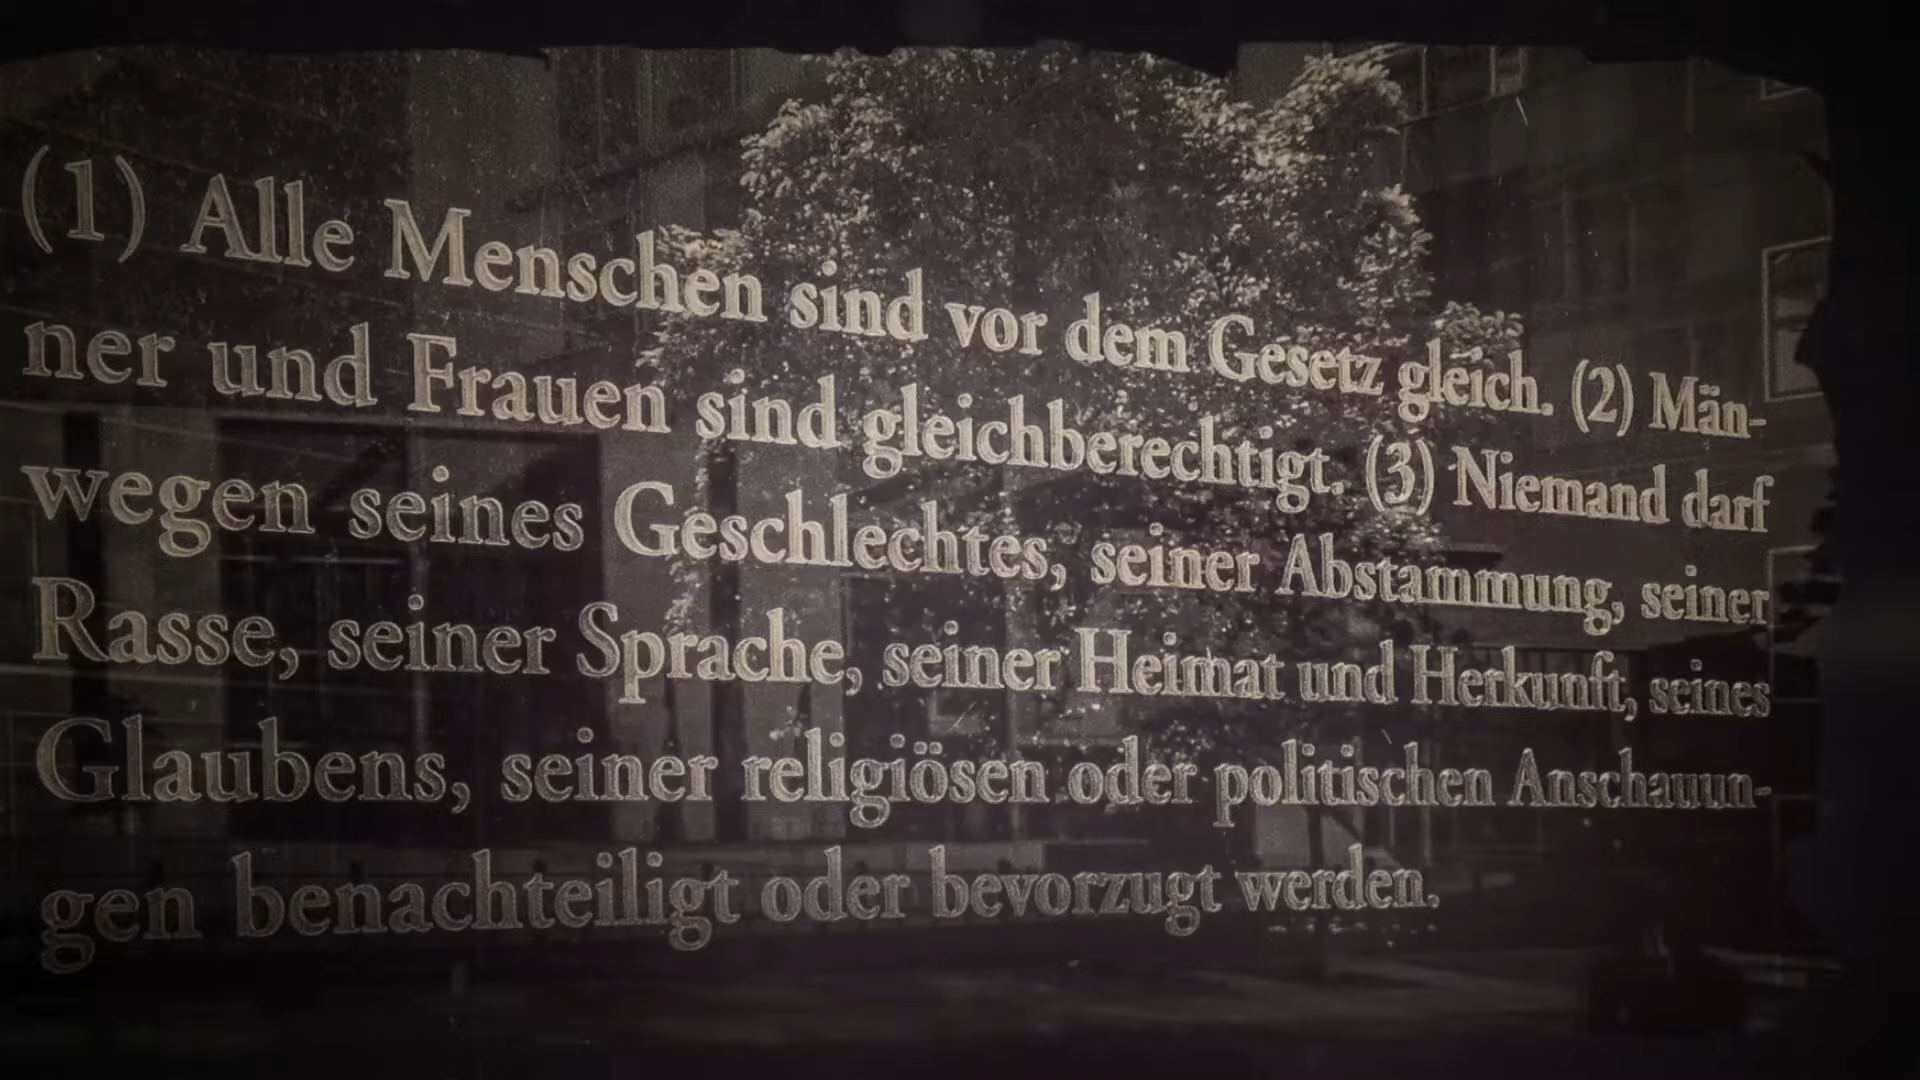 (1) Alle Menschen sind vor dem Gesetz gleich. (2) Män-
ner und Frauen sind gleichberechtigt. (3) Niemand darf
wegen seines Geschlechtes, seiner Abstammung, seiner
Rasse, seiner Sprache, seiner Heimat und Herkunft, seines
Glaubens, seiner religiösen oder politischen Anschauun-
gen benachteiligt oder bevorzugt werden.